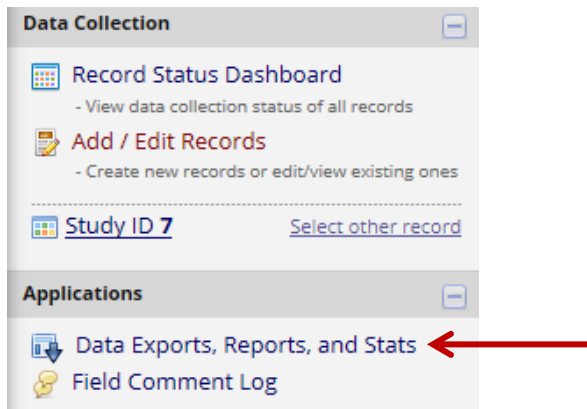 Data Collection
Record Status Dashboard
- View data collection status of all records
Add / Edit Records
- Create new records or edit/view existing ones
Study ID 7 Select other record
Applications
Data Exports, Reports, and Stats
Field Comment Log